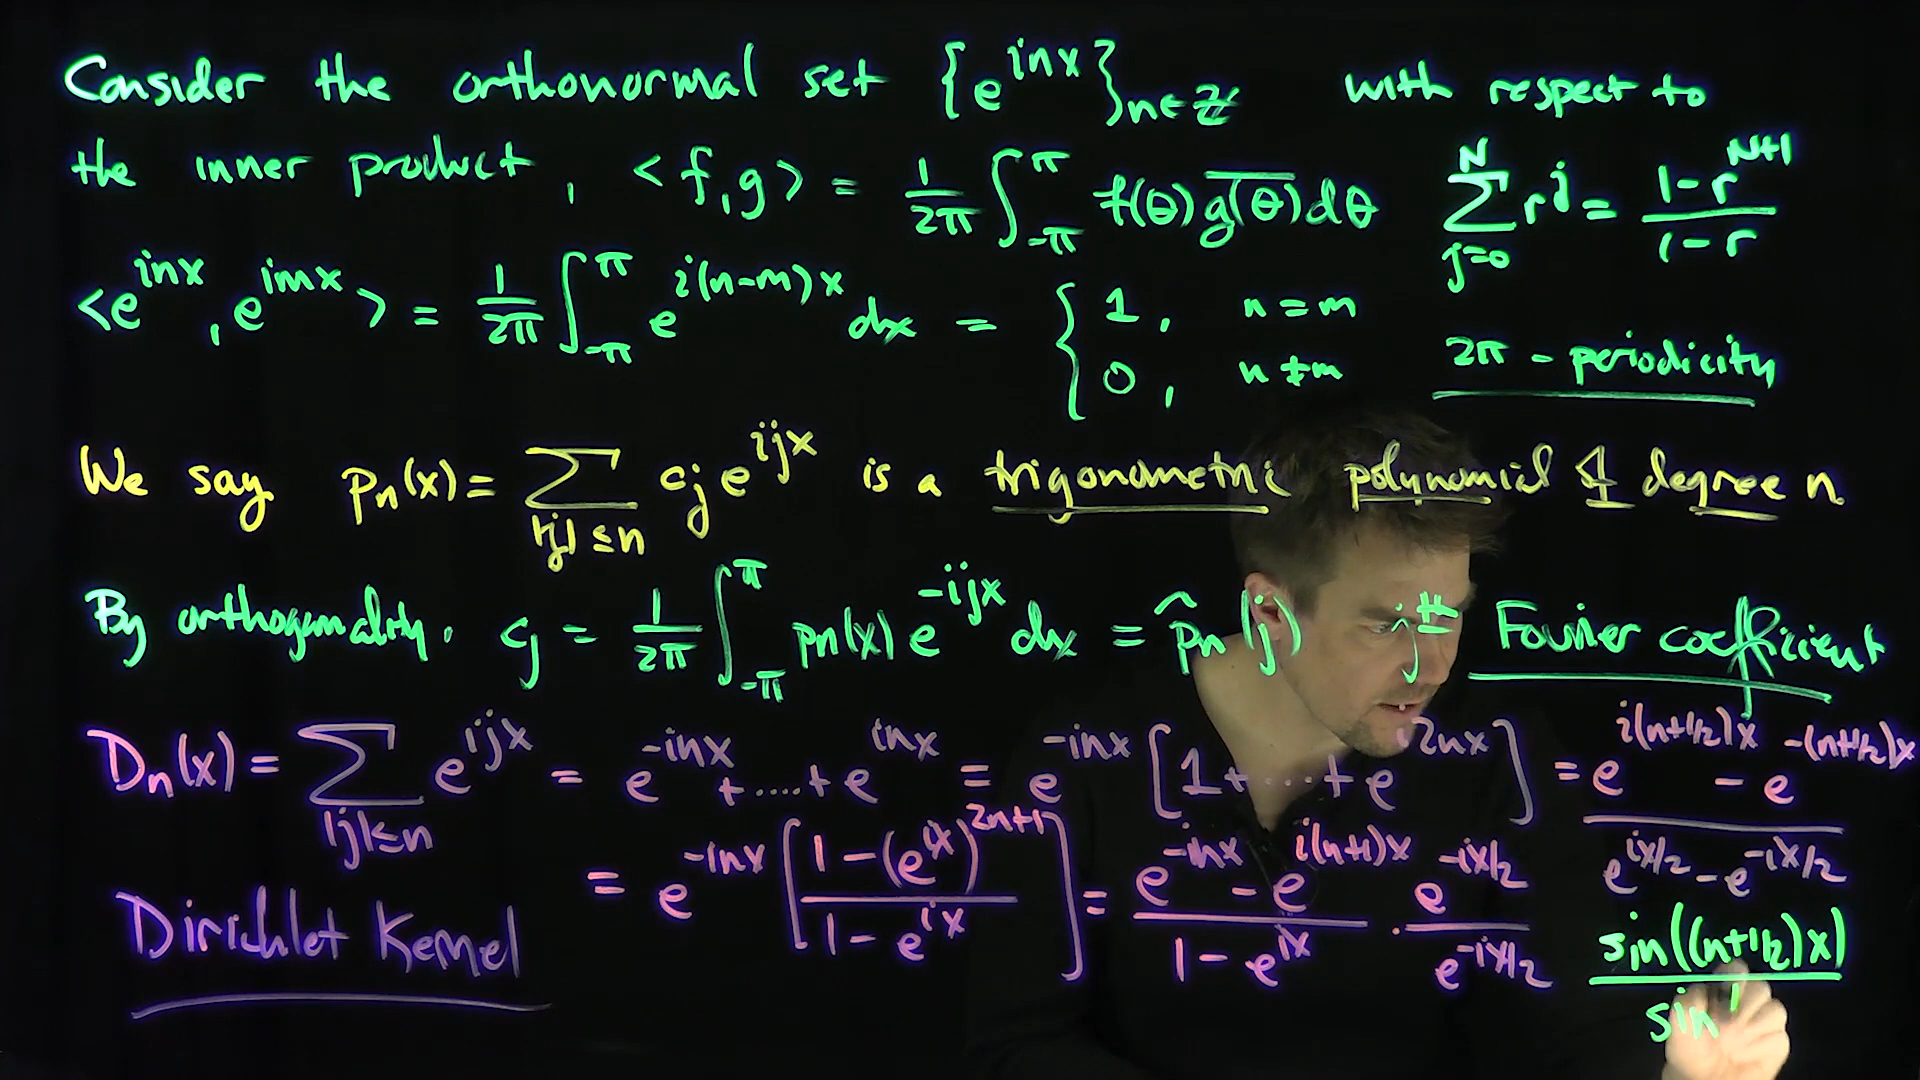 Consider the orthonormal set {e^{inx}}_{n∈ℤ} with respect to
the inner product, <f,g> = 1/2π ∫_{-π}^{π} f(θ) \overline{g(θ)} dθ
∑_{j=0}^{N} r^j = (1-r^{N+1})/(1-r)
<e^{inx}, e^{imx}> = 1/2π ∫_{-π}^{π} e^{i(n-m)x} dx = { 1, n=m
0, n≠m
2π - periodicity
We say p_n(x) = ∑_{|j|≤n} c_j e^{ijx} is a trigonometric polynomial of degree n.
By orthogonality, c_j = 1/2π ∫_{-π}^{π} p_n(x) e^{-ijx} dx = \hat{p}_n(j) j^{th} Fourier coefficient
D_n(x) = ∑_{|j|≤n} e^{ijx} = e^{-inx} + .... + e^{inx} = e^{-inx} [1 + ... + e^{i2nx}] = (e^{i(n+1/2)x} - e^{-(n+1/2)x})/(e^{ix/2} - e^{-ix/2})
= e^{-inx} [(1-(e^{ix})^{2n+1})/(1-e^{ix})] = (e^{-inx} - e^{i(n+1)x})/(1-e^{ix}) · e^{-ix/2}/e^{-ix/2}
Dirichlet Kernel
sin((n+1/2)x)
sin